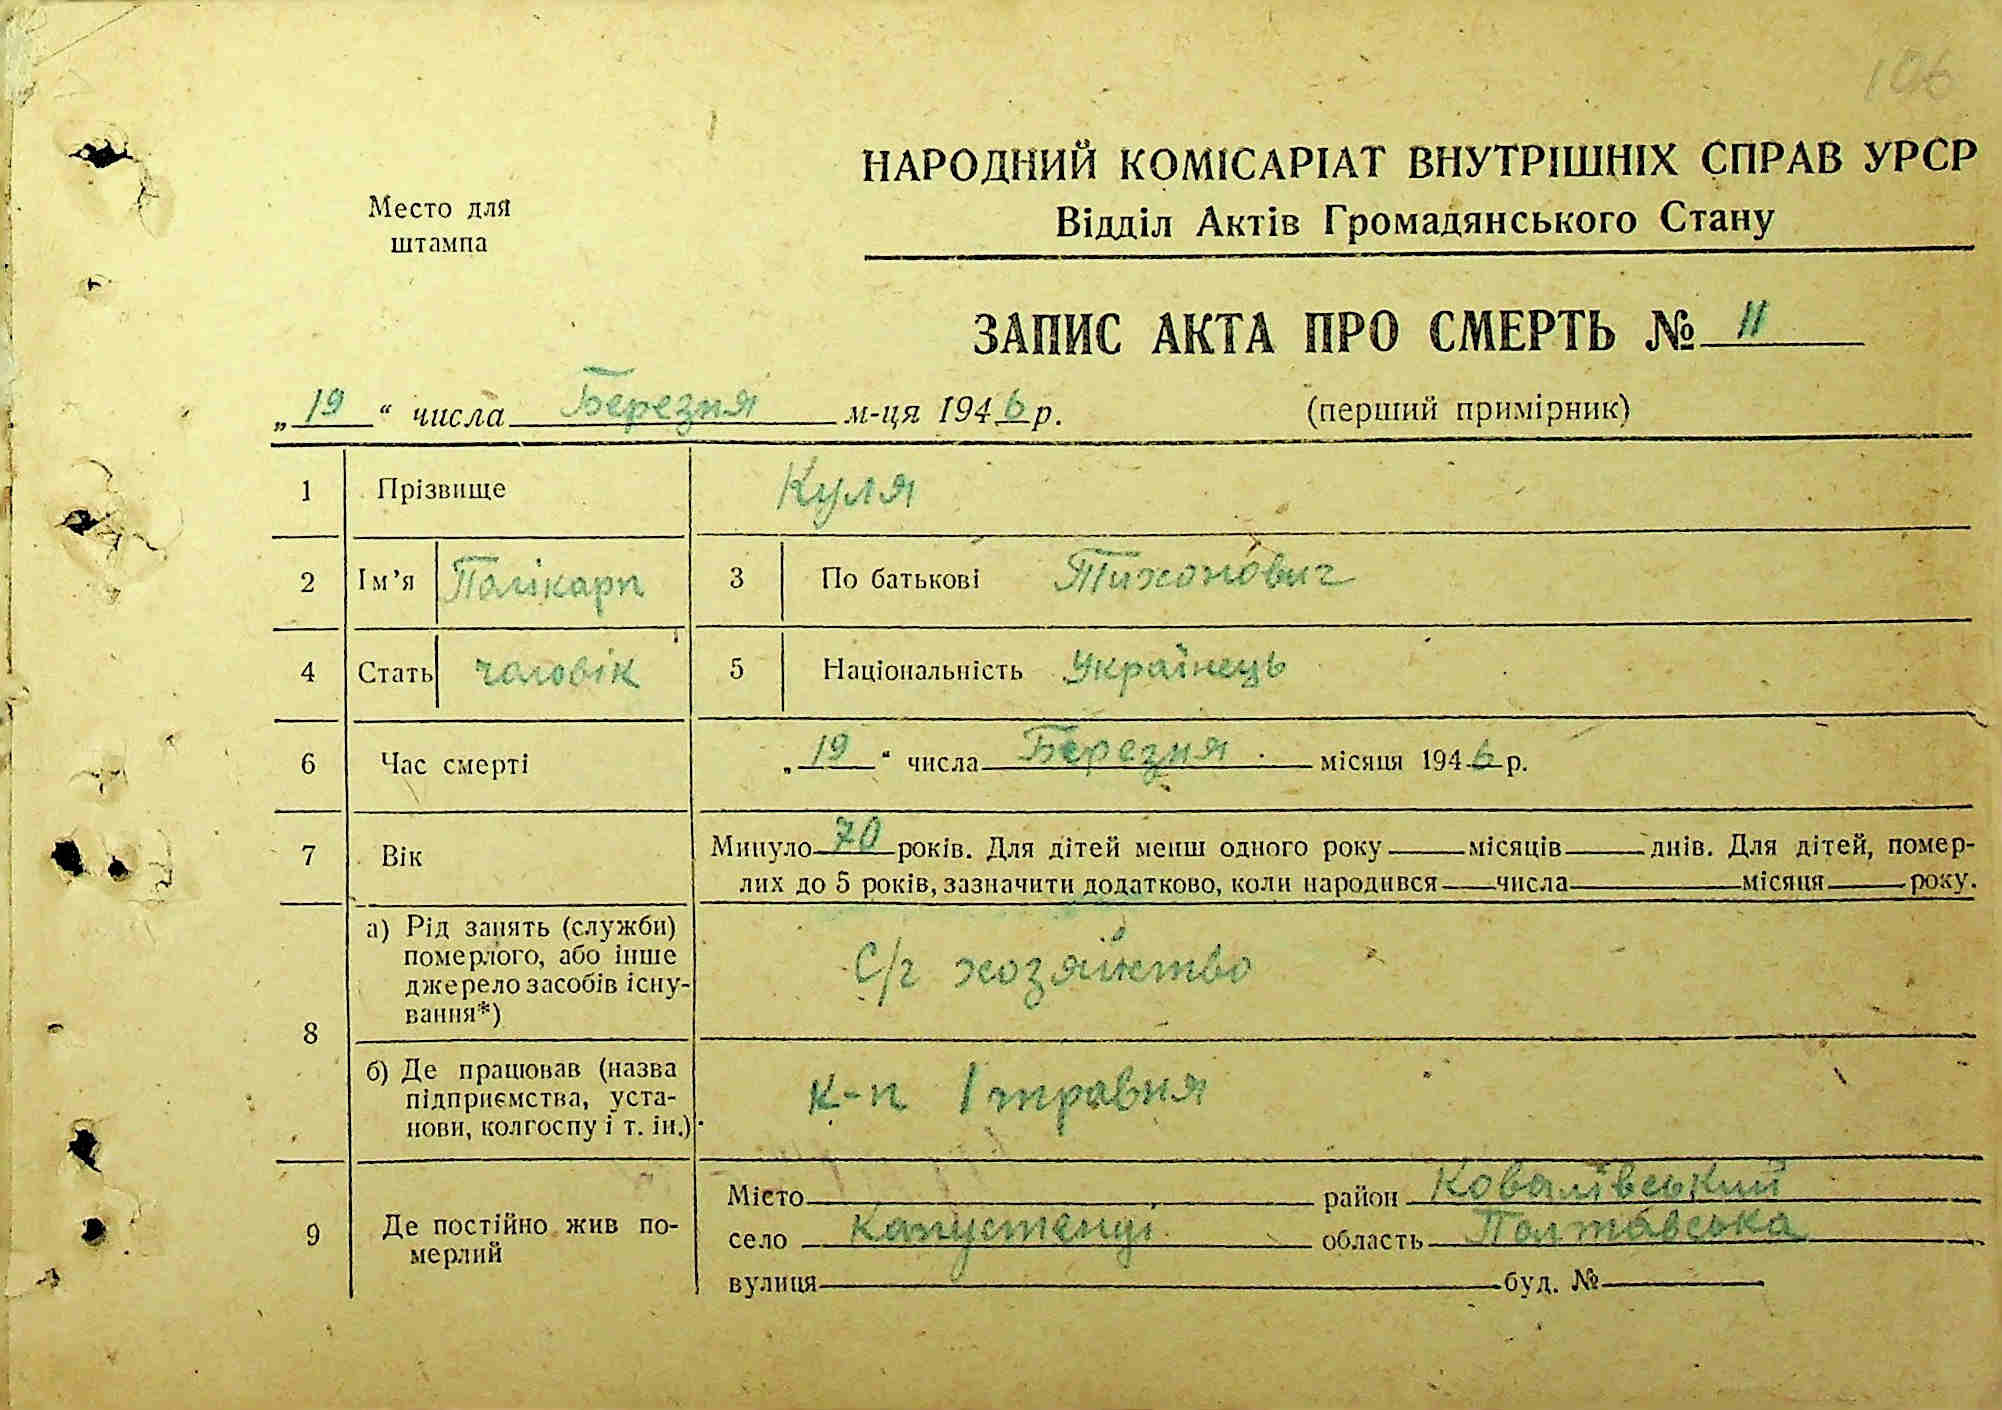 106
НАРОДНИЙ КОМІСАРІАТ ВНУТРІШНІХ СПРАВ УРСР
Відділ Актів Громадянського Стану
Место для
штампа
ЗАПИС АКТА ПРО СМЕРТЬ № 11
„19“ числа Березня м-ця 1946 р.
(перший примірник)
1 Прізвище Куля
2 Ім’я Полікарп 3 По батькові Тихонович
4 Стать чоловік 5 Національність Українець
6 Час смерті „19“ числа Березня місяця 1946 р.
7 Вік Минуло 70 років. Для дітей менш одного року місяців днів. Для дітей, помер-
лих до 5 років, зазначити додатково, коли народився числа місяця року.
8 а) Рід занять (служби)
померлого, або інше
джерело засобів існу-
вання*)
С/г хозяйство
б) Де працював (назва
підприємства, уста-
нови, колгоспу і т. ін.)
к-п 1 травня
9 Де постійно жив по-
мерлий
Місто район Ковалівський
село Капустенці область Полтавська
вулиця буд. №